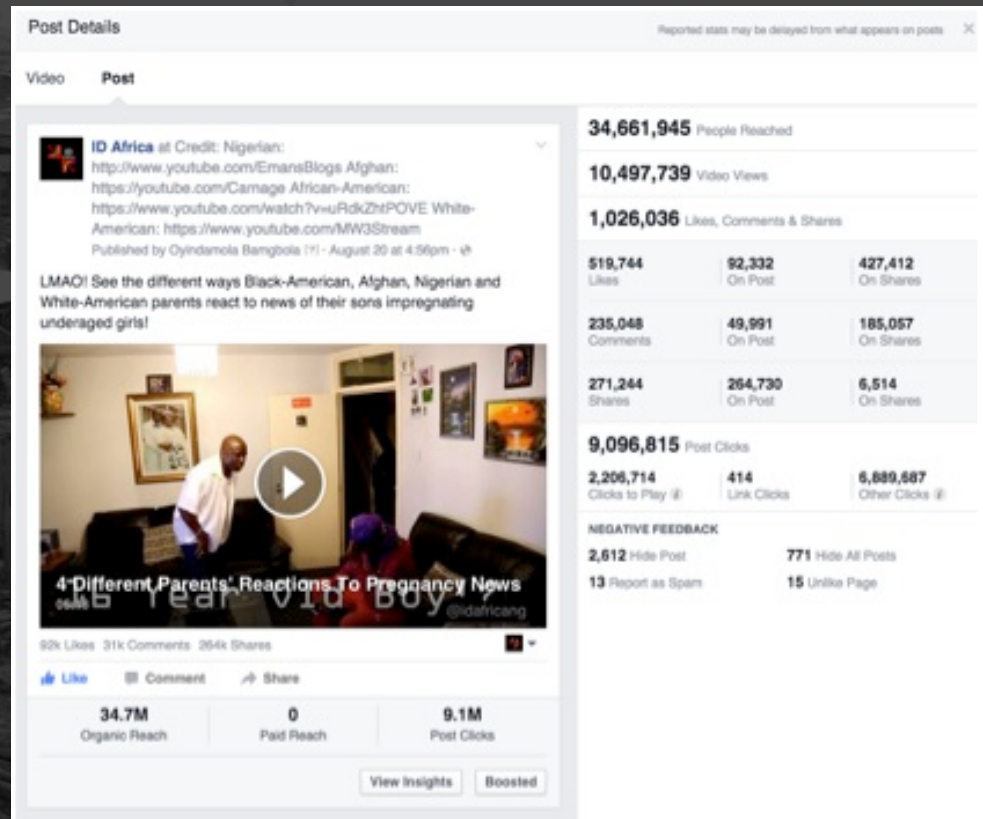 Post Details
Reported stats may be delayed from what appears on posts
Video Post
ID Africa at Credit: Nigerian:
http://www.youtube.com/EmansBlogs Afghan:
https://youtube.com/Carnage African-American:
https://www.youtube.com/watch?v=uRdkZhtPOVE White-
American: https://www.youtube.com/MW3Stream
Published by Oyindamola Bamgbola [?] · August 20 at 4:56pm ·
LMAO! See the different ways Black-American, Afghan, Nigerian and
White-American parents react to news of their sons impregnating
underaged girls!
4 Different Parents' Reactions To Pregnancy News
16 Year Old Boy?
@idafricang
92k Likes 31k Comments 264k Shares
Like Comment Share
34.7M 0 9.1M
Organic Reach Paid Reach Post Clicks
View Insights Boosted
34,661,945 People Reached
10,497,739 Video Views
1,026,036 Likes, Comments & Shares
519,744 92,332 427,412
Likes On Post On Shares
235,048 49,991 185,057
Comments On Post On Shares
271,244 264,730 6,514
Shares On Post On Shares
9,096,815 Post Clicks
2,206,714 414 6,889,687
Clicks to Play Link Clicks Other Clicks
NEGATIVE FEEDBACK
2,612 Hide Post 771 Hide All Posts
13 Report as Spam 15 Unlike Page